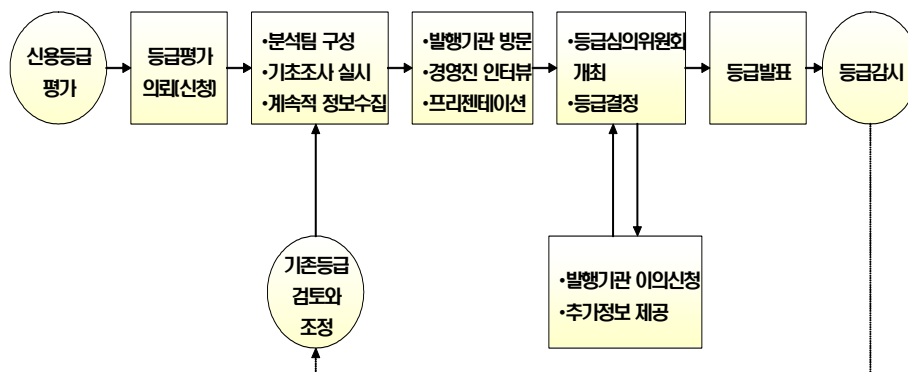 신용등급
평가
등급평가
의뢰(신청)
•분석팀 구성
•기초조사 실시
•계속적 정보수집
•발행기관 방문
•경영진 인터뷰
•프리젠테이션
•등급심의위원회
개최
•등급결정
등급발표
등급감시
기존등급
검토와
조정
•발행기관 이의신청
•추가정보 제공